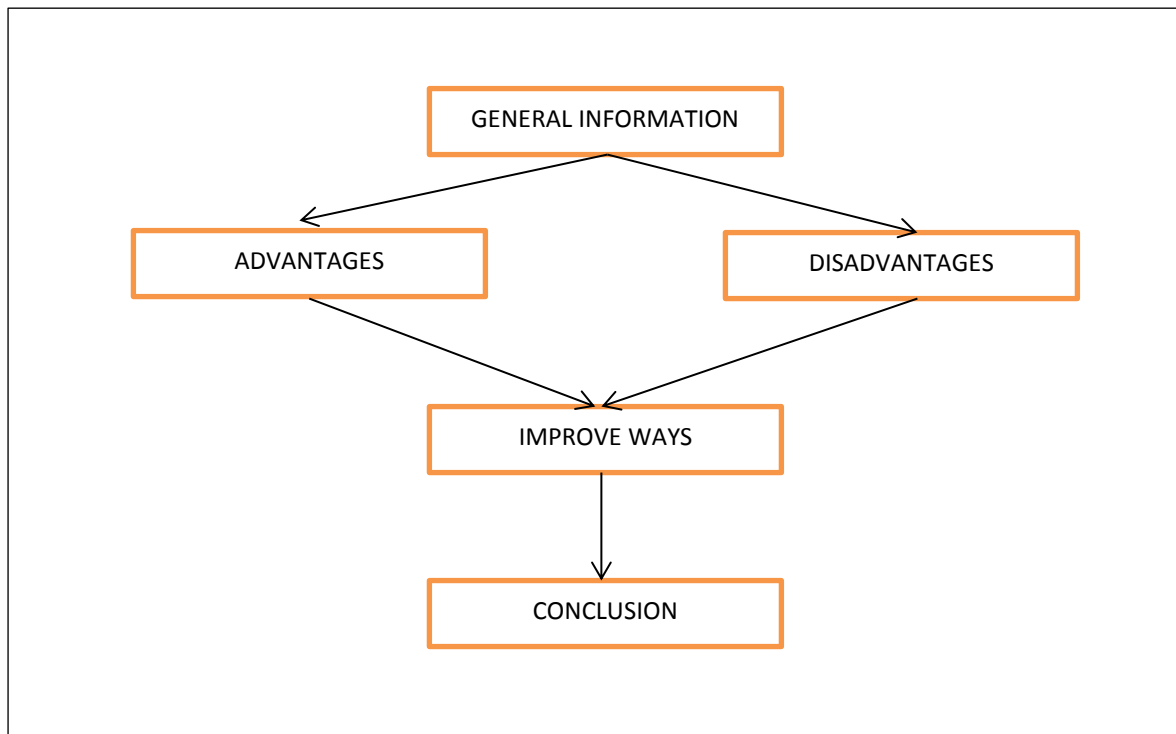 GENERAL INFORMATION
ADVANTAGES
DISADVANTAGES
IMPROVE WAYS
CONCLUSION